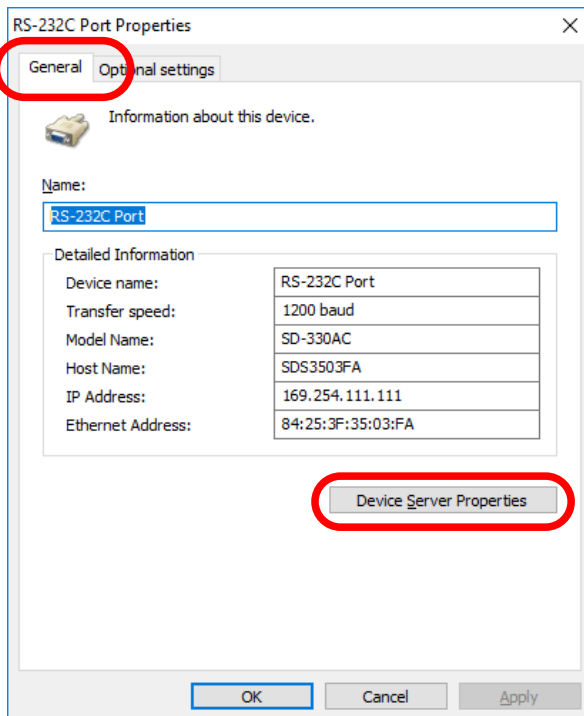 RS-232C Port Properties
General Optional settings
Information about this device.
Name:
RS-232C Port
Detailed Information
Device name: RS-232C Port
Transfer speed: 1200 baud
Model Name: SD-330AC
Host Name: SDS3503FA
IP Address: 169.254.111.111
Ethernet Address: 84:25:3F:35:03:FA
Device Server Properties
OK Cancel Apply